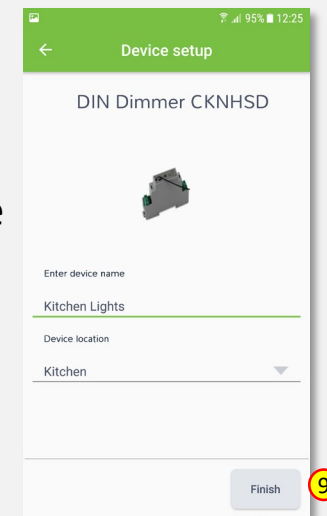 95% 12:25
Device setup
DIN Dimmer CKNHSD
e
Enter device name
Kitchen Lights
Device location
Kitchen
Finish
9